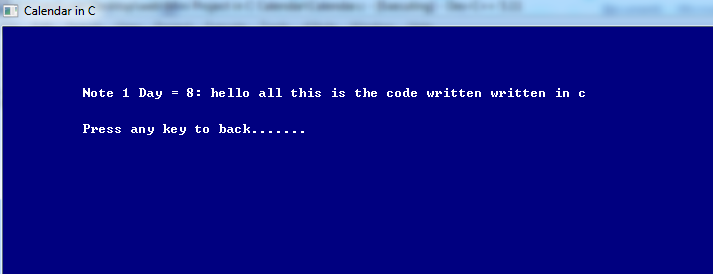 Calendar in C
Note 1 Day = 8: hello all this is the code written written in c
Press any key to back.......